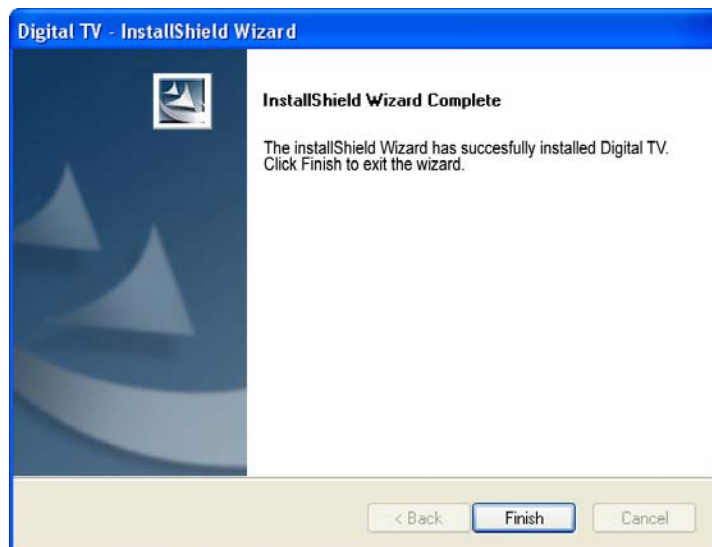 Digital TV - InstallShield Wizard
InstallShield Wizard Complete
The installShield Wizard has succesfully installed Digital TV.
Click Finish to exit the wizard.
< Back
Finish
Cancel